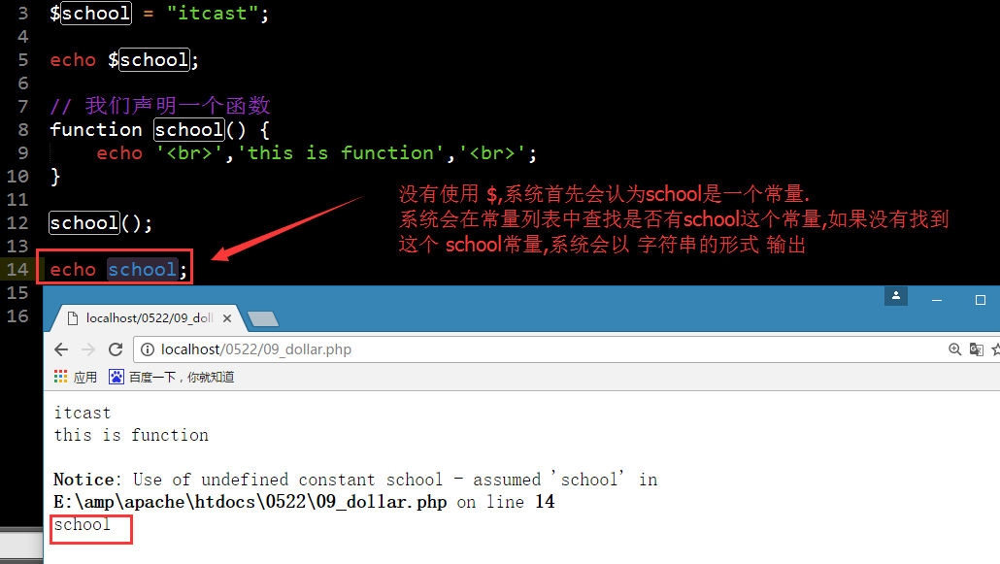 3 $school = "itcast";
4
5 echo $school;
6
7 // 我们声明一个函数
8 function school() {
9 echo '<br>','this is function','<br>';
10 }
11
12 school();
13
14 echo school;
15
16
没有使用 $,系统首先会认为school是一个常量.
系统会在常量列表中查找是否有school这个常量,如果没有找到
这个 school常量,系统会以 字符串的形式 输出
localhost/0522/09_doll
localhost/0522/09_dollar.php
应用 百度一下，你就知道
itcast
this is function
Notice: Use of undefined constant school - assumed 'school' in
E:\amp\apache\htdocs\0522\09_dollar.php on line 14
school